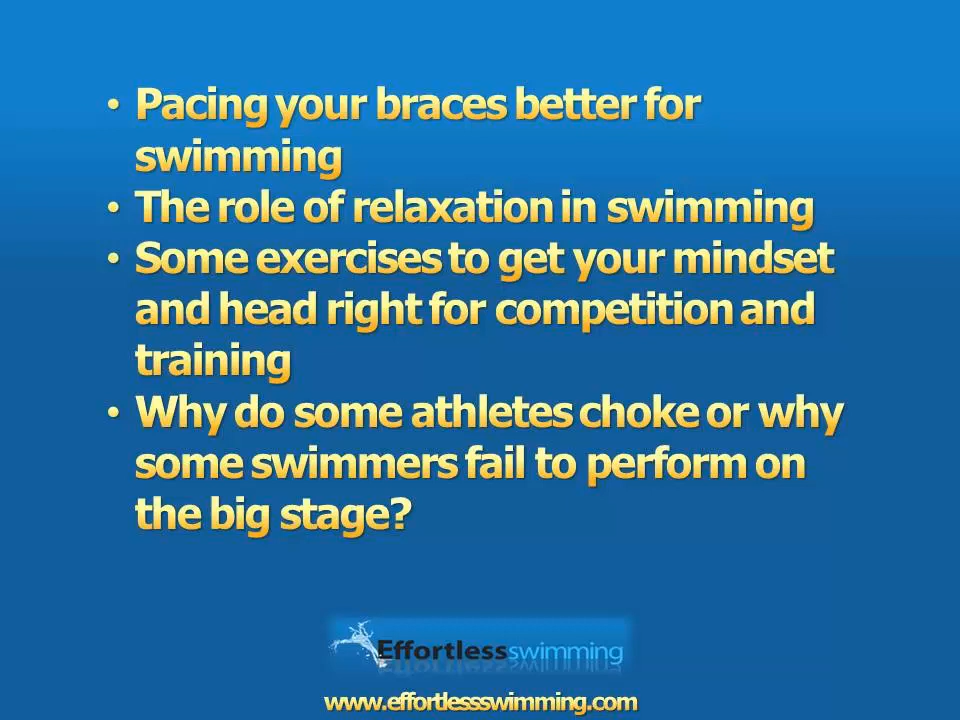 • Pacing your braces better for
swimming
• The role of relaxation in swimming
• Some exercises to get your mindset
and head right for competition and
training
• Why do some athletes choke or why
some swimmers fail to perform on
the big stage?
Effortlessswimming
www.effortlessswimming.com